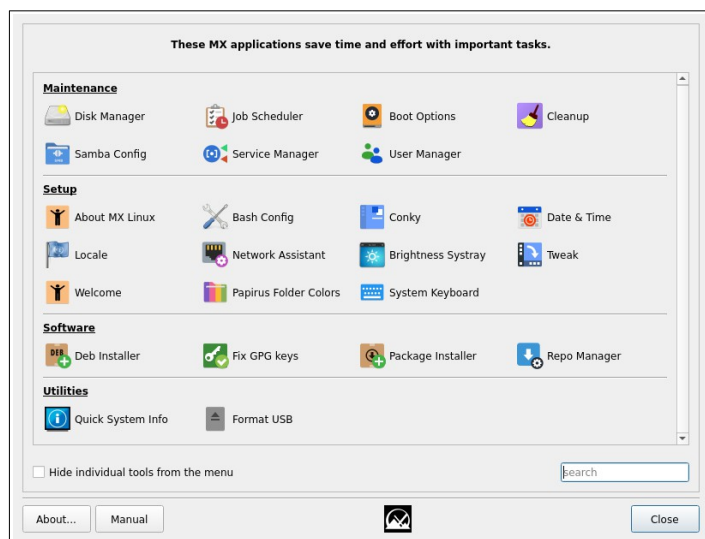 These MX applications save time and effort with important tasks.
Maintenance
Disk Manager Job Scheduler Boot Options Cleanup
Samba Config Service Manager User Manager
Setup
About MX Linux Bash Config Conky Date & Time
Locale Network Assistant Brightness Systray Tweak
Welcome Papirus Folder Colors System Keyboard
Software
DEB Deb Installer Fix GPG keys Package Installer Repo Manager
Utilities
Quick System Info Format USB
Hide individual tools from the menu search
About... Manual Close